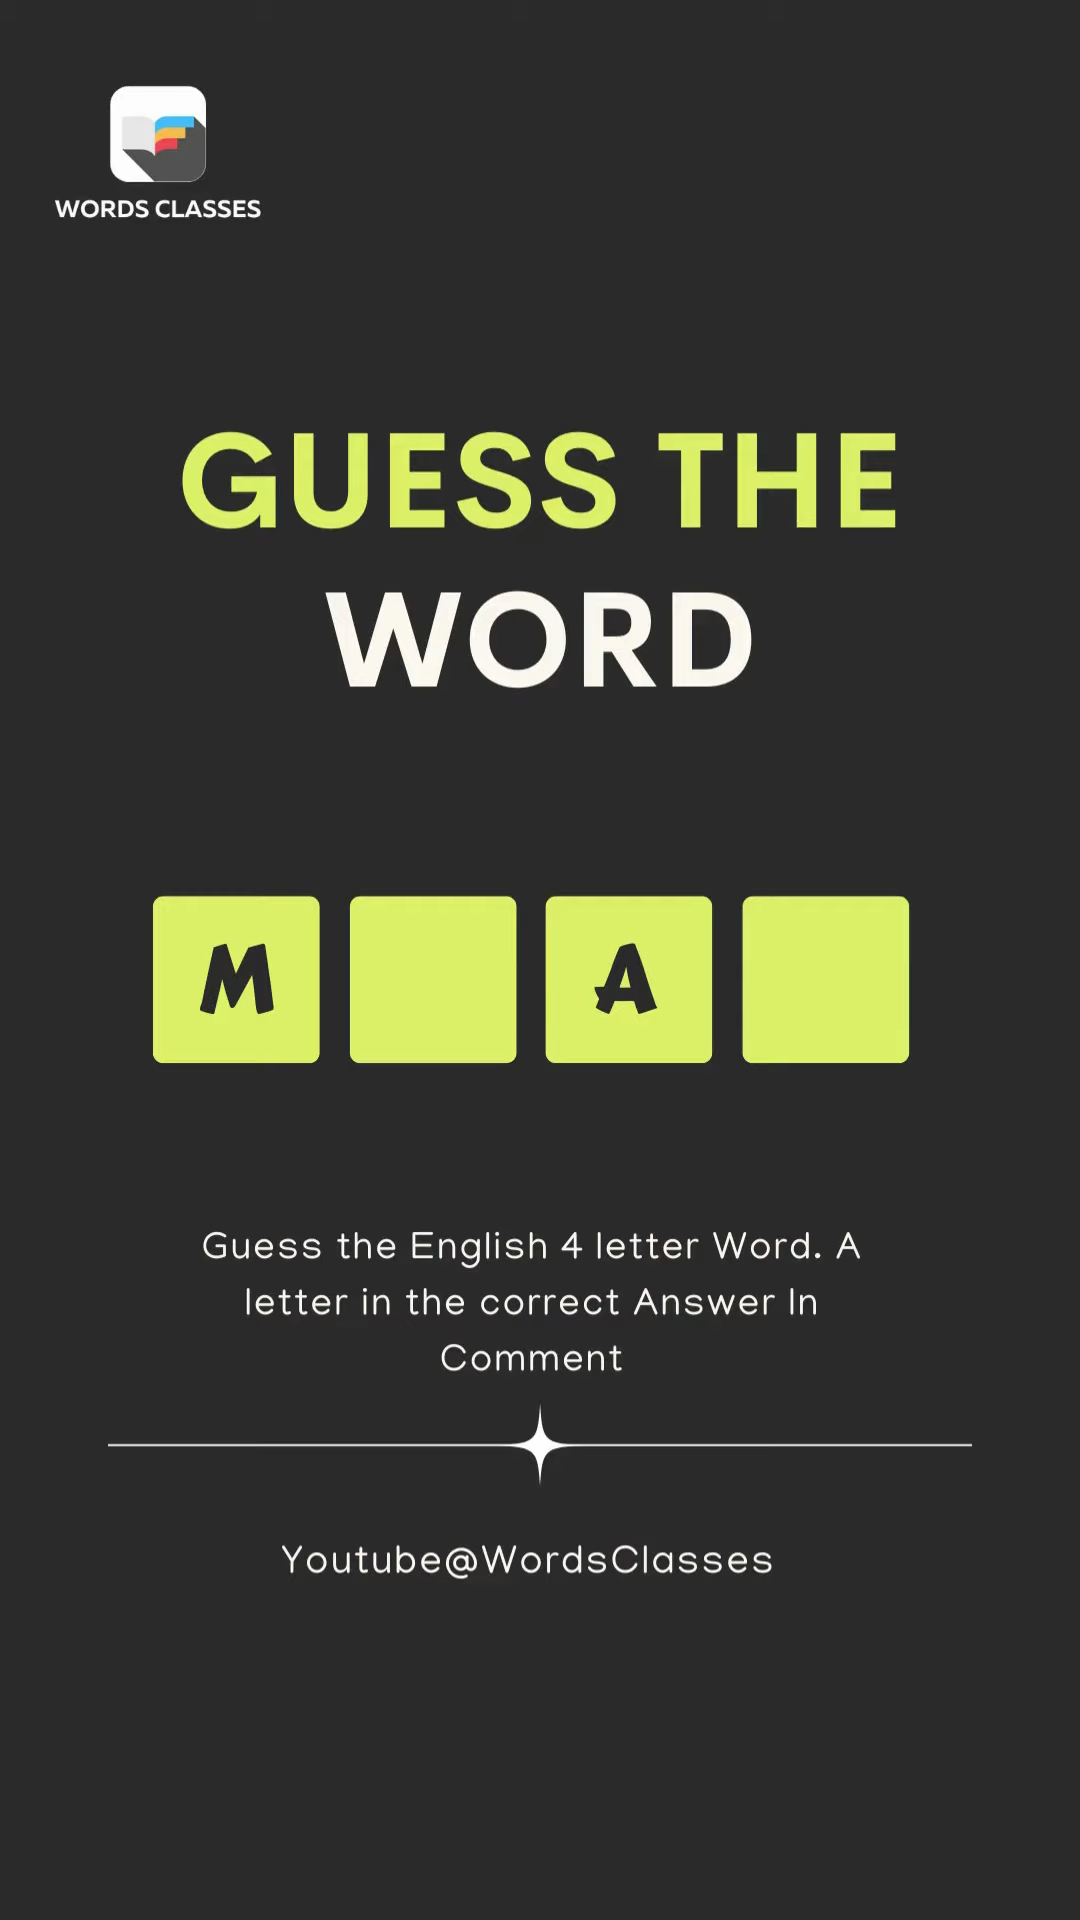 WORDS CLASSES
GUESS THE
WORD
M A
Guess the English 4 letter Word. A
letter in the correct Answer In
Comment
Youtube@WordsClasses